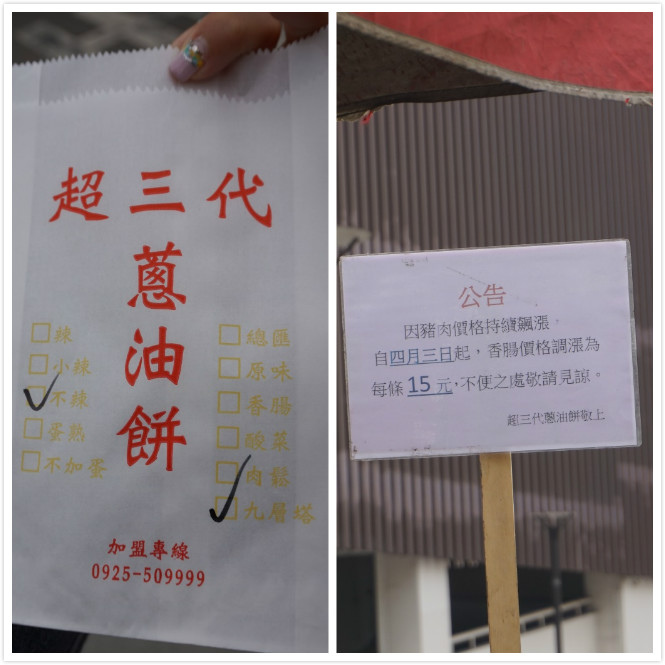 超三代
蔥油餅
辣
小辣
不辣
蛋熟
不加蛋
總匯
原味
香腸
酸菜
肉鬆
九層塔
加盟專線
0925-509999
公告
因豬肉價格持續飆漲，
自四月三日起，香腸價格調漲為
每條 15 元，不便之處敬請見諒。
超三代蔥油餅敬上